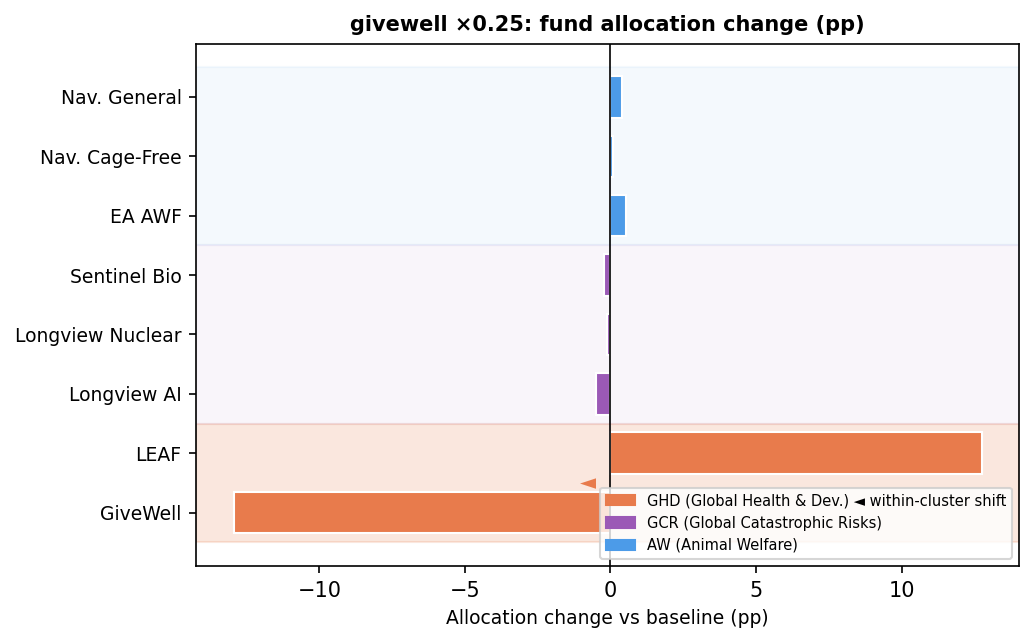 givewell ×0.25: fund allocation change (pp)
Nav. General
Nav. Cage-Free
EA AWF
Sentinel Bio
Longview Nuclear
Longview AI
LEAF
GiveWell
◄
GHD (Global Health & Dev.) ◄ within-cluster shift
GCR (Global Catastrophic Risks)
AW (Animal Welfare)
−10 −5 0 5 10
Allocation change vs baseline (pp)